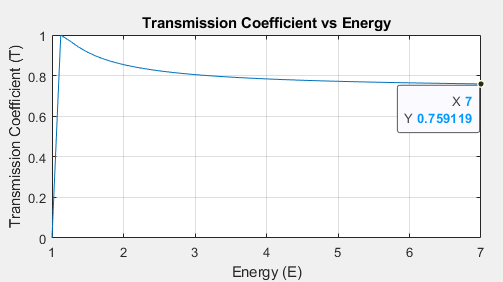 Transmission Coefficient vs Energy
Transmission Coefficient (T)
1
0.8
0.6
0.4
0.2
0
X 7
Y 0.759119
1 2 3 4 5 6 7
Energy (E)